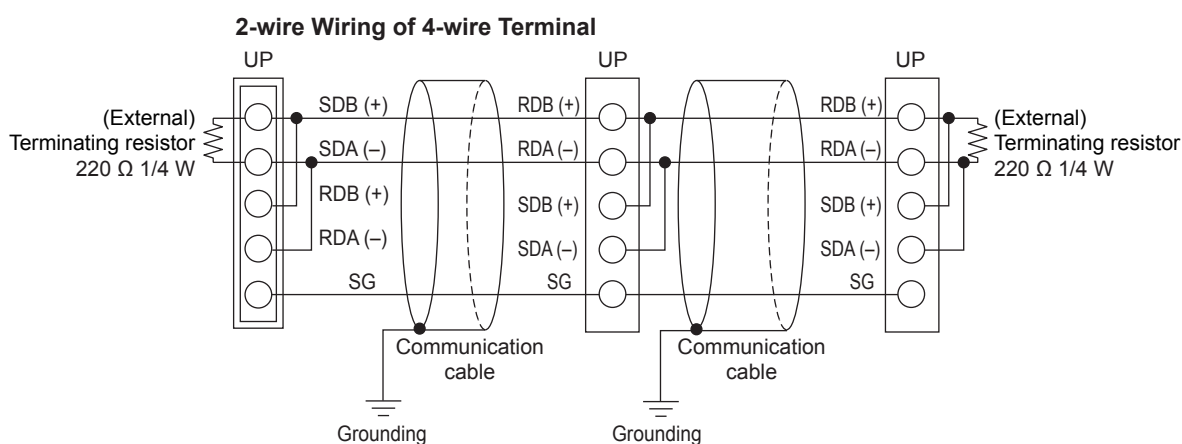 2-wire Wiring of 4-wire Terminal
UP
UP
UP
(External)
Terminating resistor
220 Ω 1/4 W
SDB (+)
SDA (–)
RDB (+)
RDA (–)
SG
RDB (+)
RDA (–)
SDB (+)
SDA (–)
SG
RDB (+)
RDA (–)
SDB (+)
SDA (–)
SG
(External)
Terminating resistor
220 Ω 1/4 W
Communication
cable
Communication
cable
Grounding
Grounding